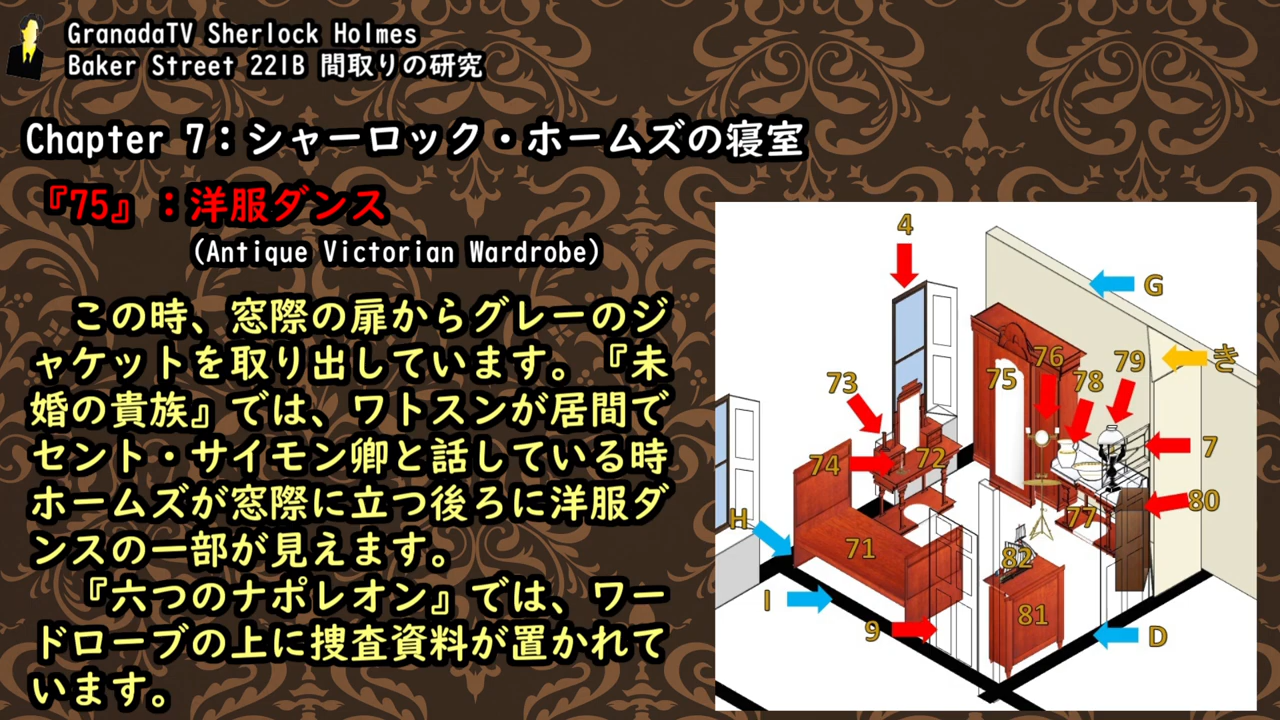 GranadaTV Sherlock Holmes
Baker Street 221B 間取りの研究
Chapter 7：シャーロック・ホームズの寝室
『75』：洋服ダンス
(Antique Victorian Wardrobe)
　この時、窓際の扉からグレーのジ
ャケットを取り出しています。『未
婚の貴族』では、ワトスンが居間で
セント・サイモン卿と話している時
ホームズが窓際に立つ後ろに洋服ダ
ンスの一部が見えます。
　『六つのナポレオン』では、ワー
ドローブの上に捜査資料が置かれて
います。
4
G
き
76
79
75
78
73
7
74
72
80
H
77
71
82
I
81
9
D